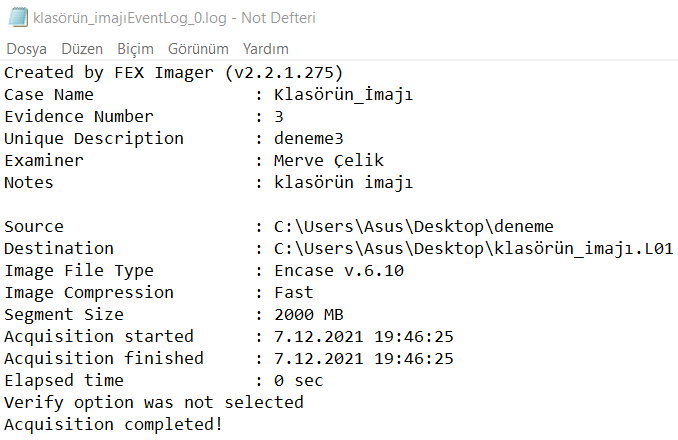 klasörün_imajıEventLog_0.log - Not Defteri
Dosya Düzen Biçim Görünüm Yardım
Created by FEX Imager (v2.2.1.275)
Case Name : Klasörün_İmajı
Evidence Number : 3
Unique Description : deneme3
Examiner : Merve Çelik
Notes : klasörün imajı
Source : C:\Users\Asus\Desktop\deneme
Destination : C:\Users\Asus\Desktop\klasörün_imajı.L01
Image File Type : Encase v.6.10
Image Compression : Fast
Segment Size : 2000 MB
Acquisition started : 7.12.2021 19:46:25
Acquisition finished : 7.12.2021 19:46:25
Elapsed time : 0 sec
Verify option was not selected
Acquisition completed!